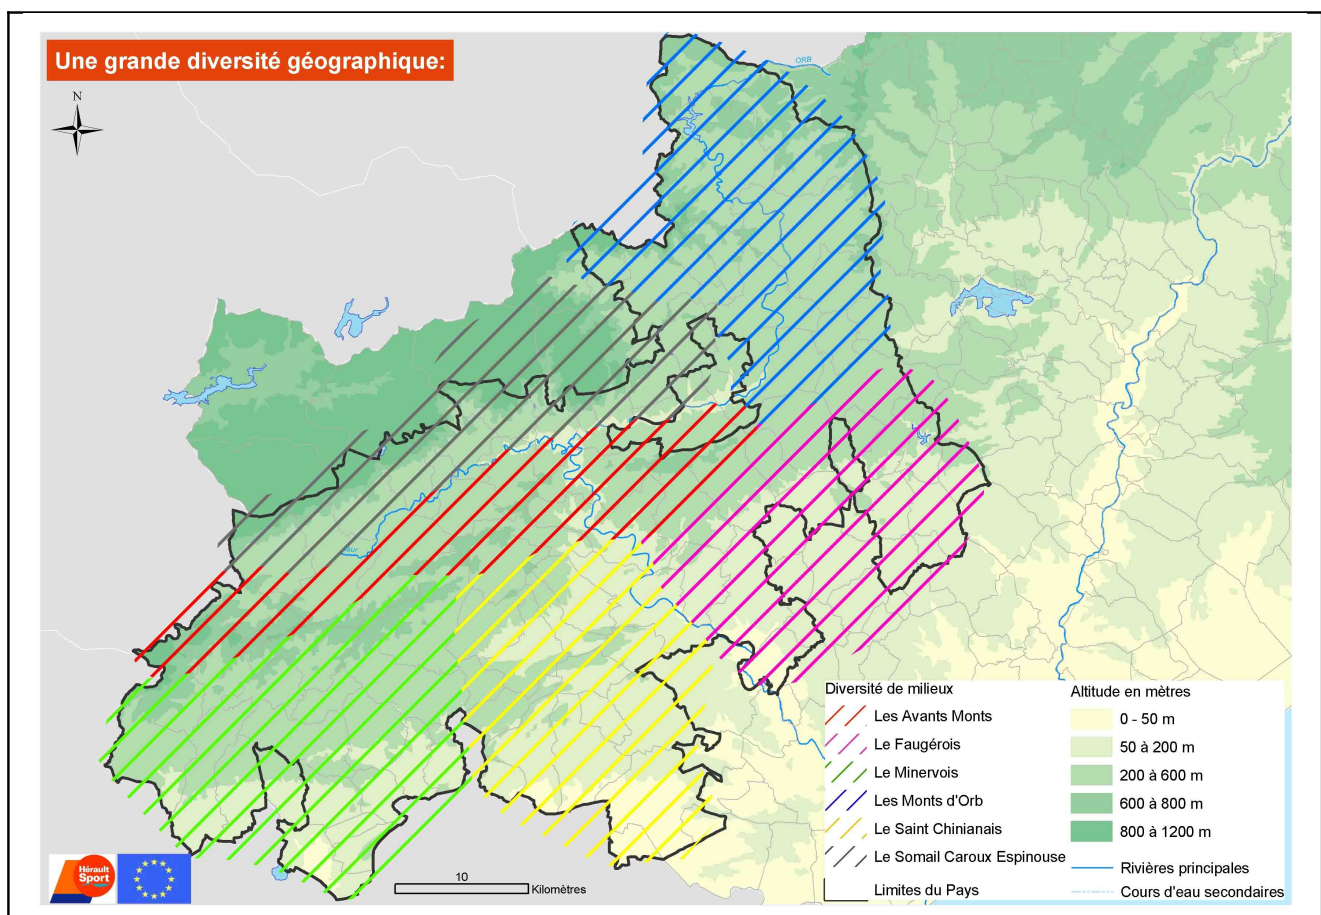 Une grande diversité géographique:
N
ORB
Jaur
Diversité de milieux
Les Avants Monts
Le Faugérois
Le Minervois
Les Monts d'Orb
Le Saint Chinianais
Le Somail Caroux Espinouse
Limites du Pays
Altitude en mètres
0 - 50 m
50 à 200 m
200 à 600 m
600 à 800 m
800 à 1200 m
Rivières principales
Cours d'eau secondaires
Hérault
Sport
10
Kilomètres